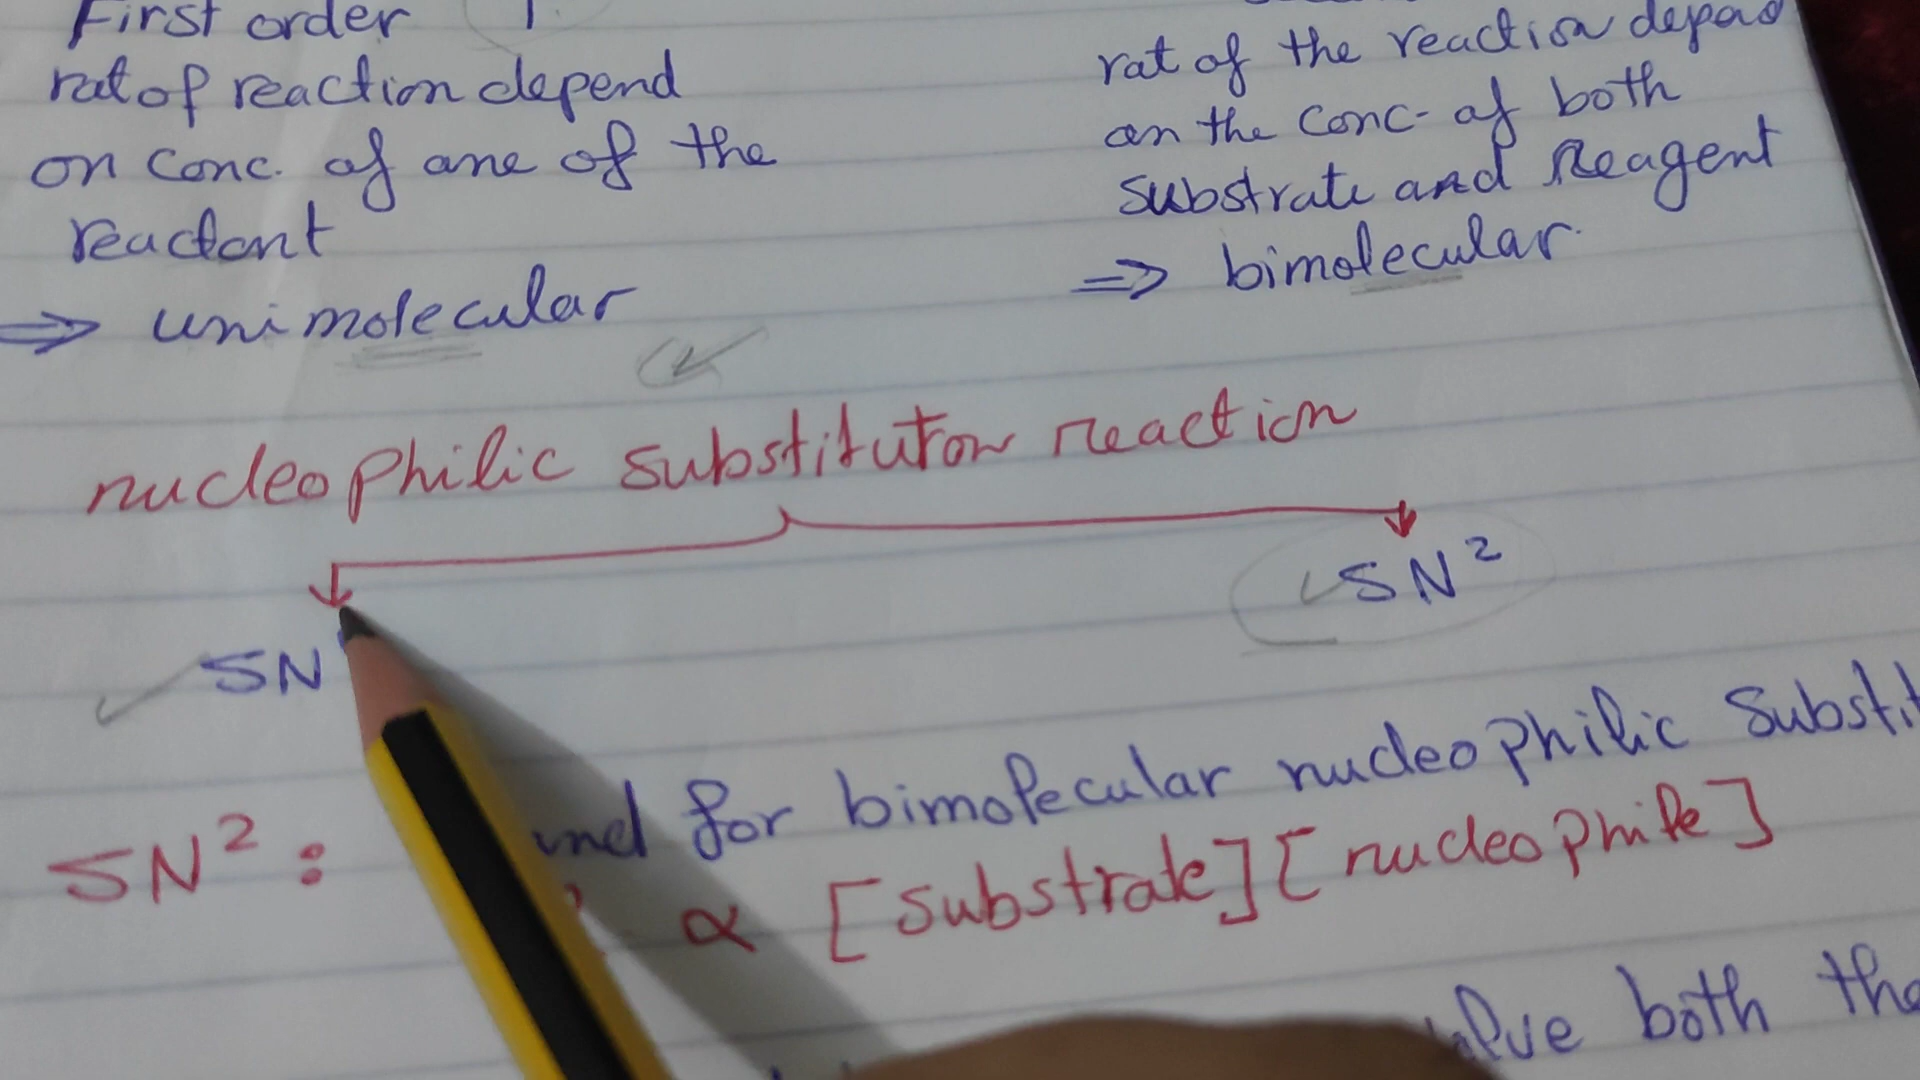 First order
rat of reaction depend
on conc. of one of the
reactant
⇒ unimolecular
rat of the reaction depend
on the conc. of both
substrate and Reagent
⇒ bimolecular
nucleophilic substitution reaction
SN
SN²
SN²:
for bimolecular nucleophilic Substit
∝ [substrate][nucleophile]
both the